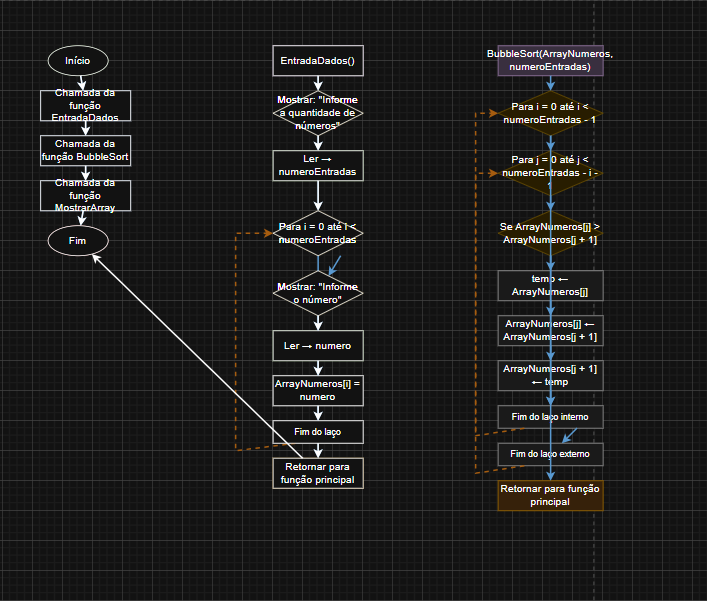 Início
Chamada da
função
EntradaDados
Chamada da
função BubbleSort
Chamada da
função
MostrarArray
Fim
EntradaDados()
Mostrar: "Informe
a quantidade de
números"
Ler →
numeroEntradas
Para i = 0 até i <
numeroEntradas
Mostrar: "Informe
o número"
Ler → numero
ArrayNumeros[i] =
numero
Fim do laço
Retornar para
função principal
BubbleSort(ArrayNumeros,
numeroEntradas)
Para i = 0 até i <
numeroEntradas - 1
Para j = 0 até j <
numeroEntradas - i -
1
Se ArrayNumeros[j] >
ArrayNumeros[j + 1]
temp ←
ArrayNumeros[j]
ArrayNumeros[j] ←
ArrayNumeros[j + 1]
ArrayNumeros[j + 1]
← temp
Fim do laço interno
Fim do laço externo
Retornar para função
principal